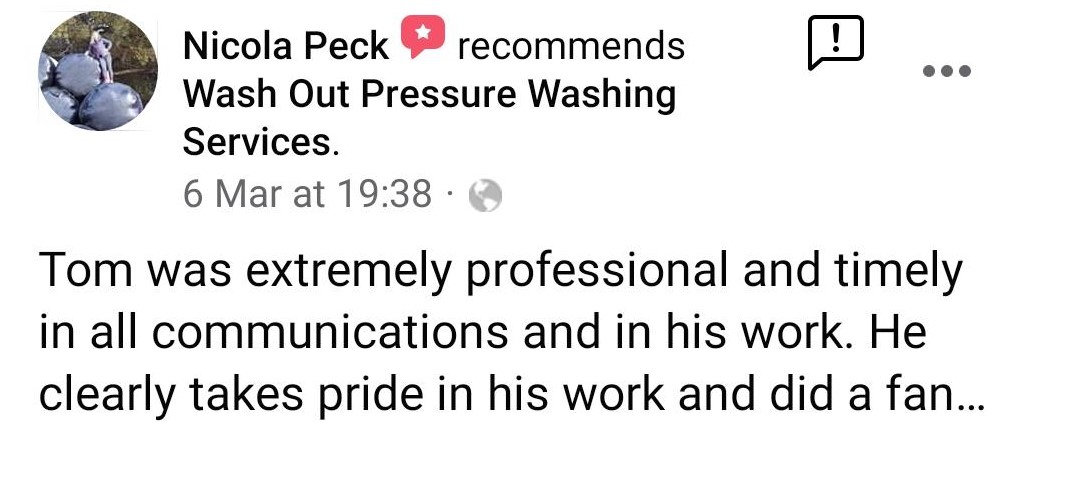 Nicola Peck recommends
Wash Out Pressure Washing
Services.
6 Mar at 19:38 ·
Tom was extremely professional and timely
in all communications and in his work. He
clearly takes pride in his work and did a fan...